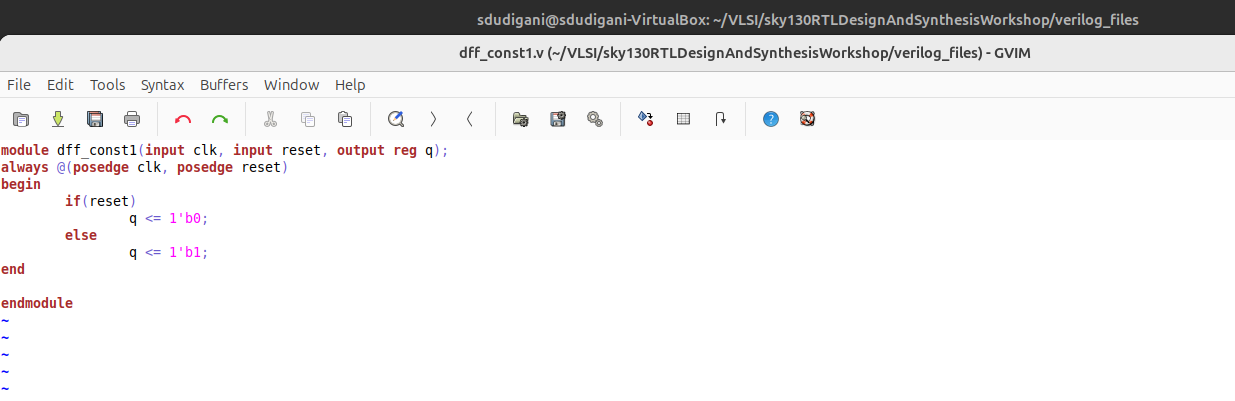 sdudigani@sdudigani-VirtualBox: ~/VLSI/sky130RTLDesignAndSynthesisWorkshop/verilog_files
dff_const1.v (~/VLSI/sky130RTLDesignAndSynthesisWorkshop/verilog_files) - GVIM
File Edit Tools Syntax Buffers Window Help
module dff_const1(input clk, input reset, output reg q);
always @(posedge clk, posedge reset)
begin
        if(reset)
                q <= 1'b0;
        else
                q <= 1'b1;
end
endmodule
~
~
~
~
~